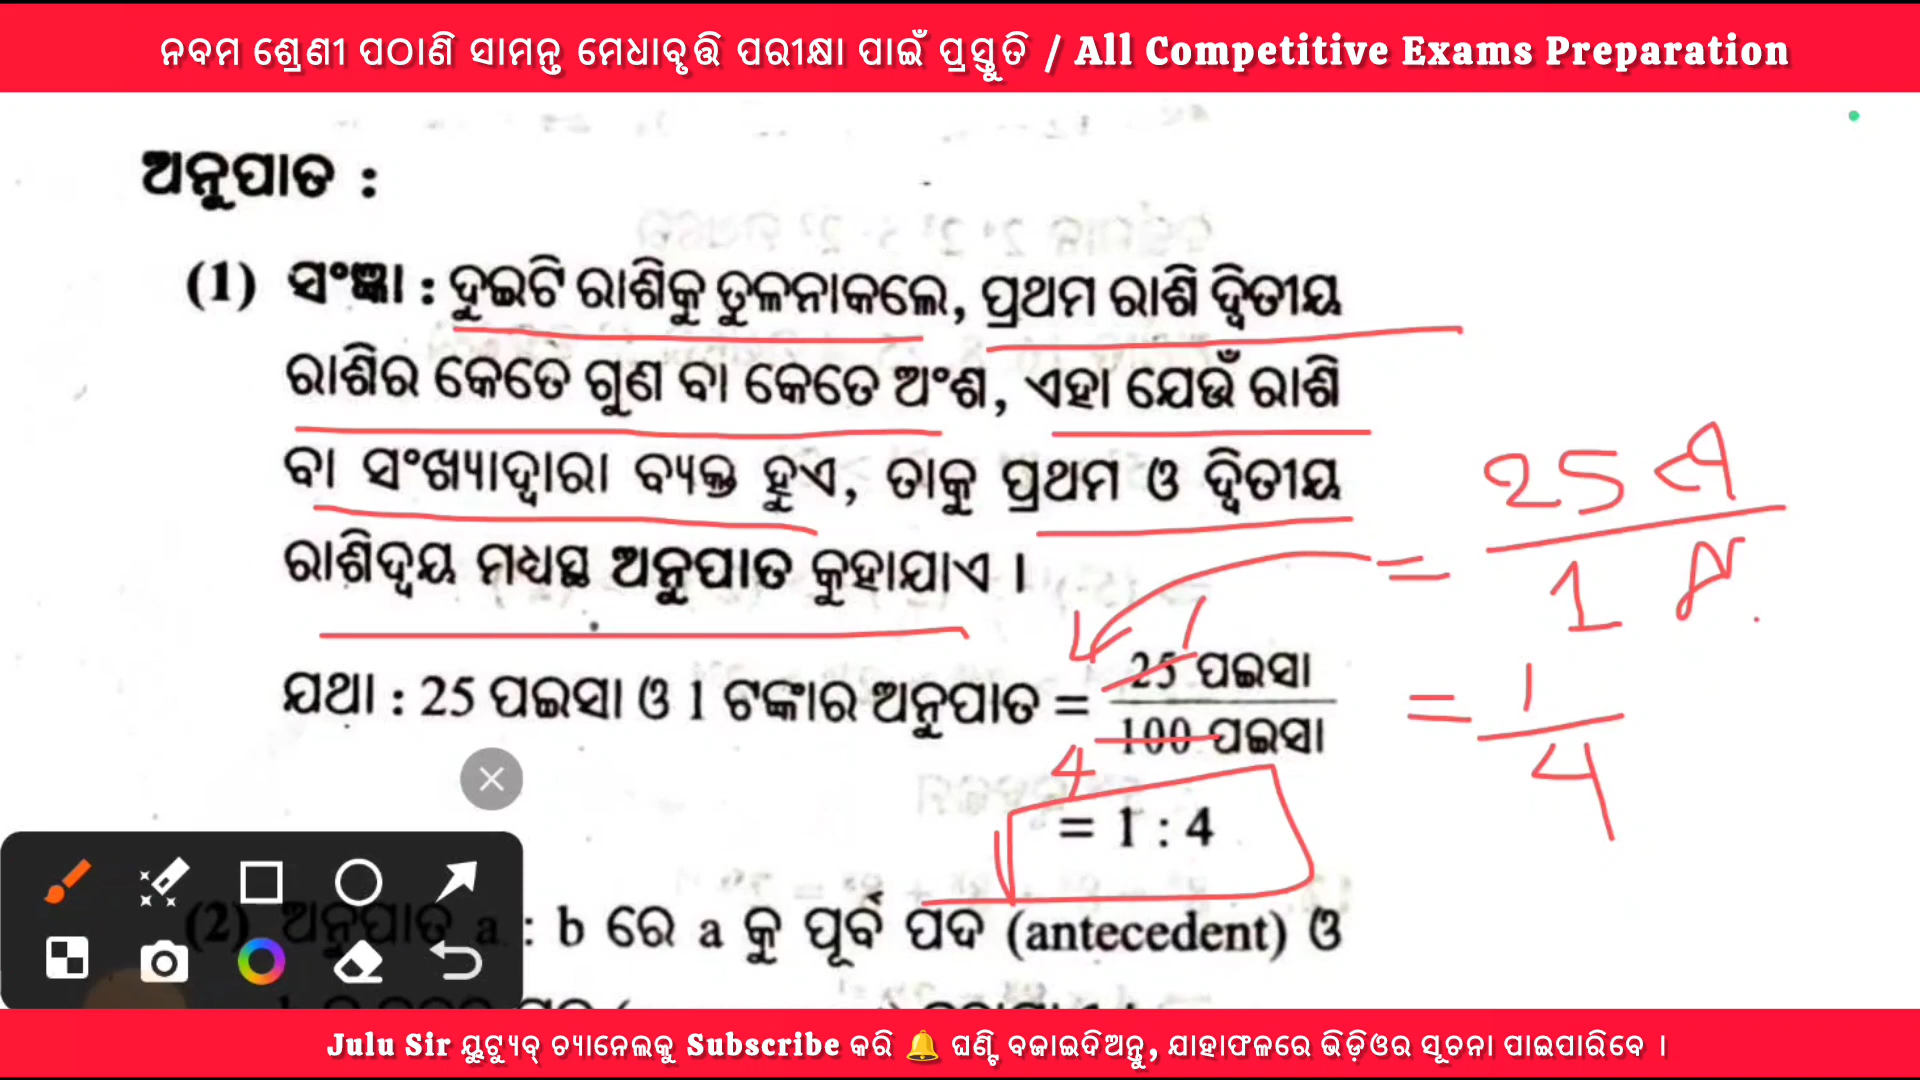 ନବମ ଶ୍ରେଣୀ ପଠାଣି ସାମନ୍ତ ମେଧାବୃତ୍ତି ପରୀକ୍ଷା ପାଇଁ ପ୍ରସ୍ତୁତି / All Competitive Exams Preparation
ଅନୁପାତ :
(1) ସଂଜ୍ଞା : ଦୁଇଟି ରାଶିକୁ ତୁଳନାକଲେ, ପ୍ରଥମ ରାଶି ଦ୍ୱିତୀୟ
ରାଶିର କେତେ ଗୁଣ ବା କେତେ ଅଂଶ, ଏହା ଯେଉଁ ରାଶି
ବା ସଂଖ୍ୟାଦ୍ୱାରା ବ୍ୟକ୍ତ ହୁଏ, ତାକୁ ପ୍ରଥମ ଓ ଦ୍ୱିତୀୟ
ରାଶିଦ୍ୱୟ ମଧ୍ୟସ୍ଥ ଅନୁପାତ କୁହାଯାଏ ।
ଯଥା : 25 ପଇସା ଓ 1 ଟଙ୍କାର ଅନୁପାତ = 25 ପଇସା
100 ପଇସା
= 1 : 4
1
4
= 25
1
= 1
4
(2) ଅନୁପାତ a : b ରେ a କୁ ପୂର୍ବ ପଦ (antecedent) ଓ
Julu Sir ୟୁଟ୍ୟୁବ୍ ଚ୍ୟାନେଲକୁ Subscribe କରି 🔔 ଘଣ୍ଟି ବଜାଇଦିଅନ୍ତୁ, ଯାହାଫଳରେ ଭିଡ଼ିଓର ସୂଚନା ପାଇପାରିବେ ।